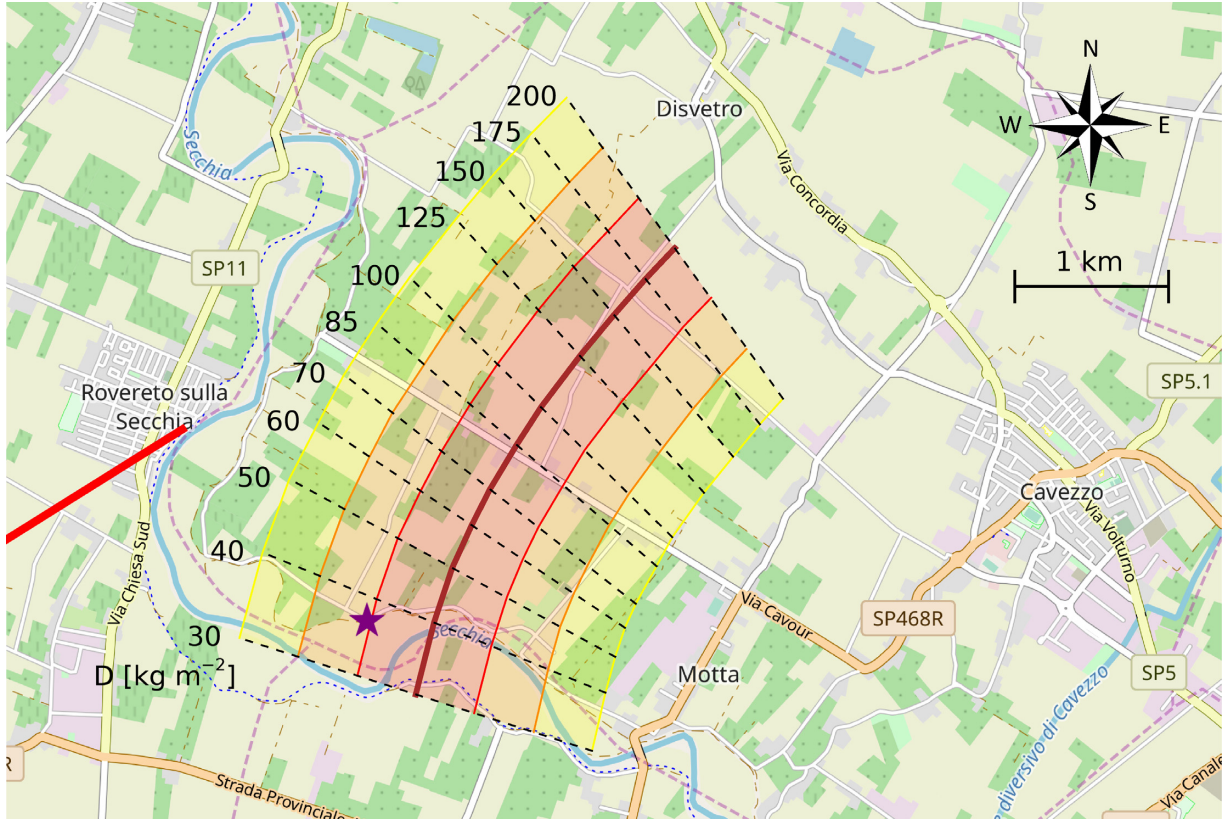 200
175
150
125
100
85
70
60
50
40
30
D [kg m⁻²]
Disvetro
N
W
E
S
1 km
Secchia
SP11
Via Concordia
Rovereto sulla
Secchia
SP5.1
Cavezzo
Via Volturno
Via Chiesa Sud
Secchia
Via Cavour
SP468R
Motta
SP5
diversivo di Cavezzo
R
Strada Provinciale
Via Canale